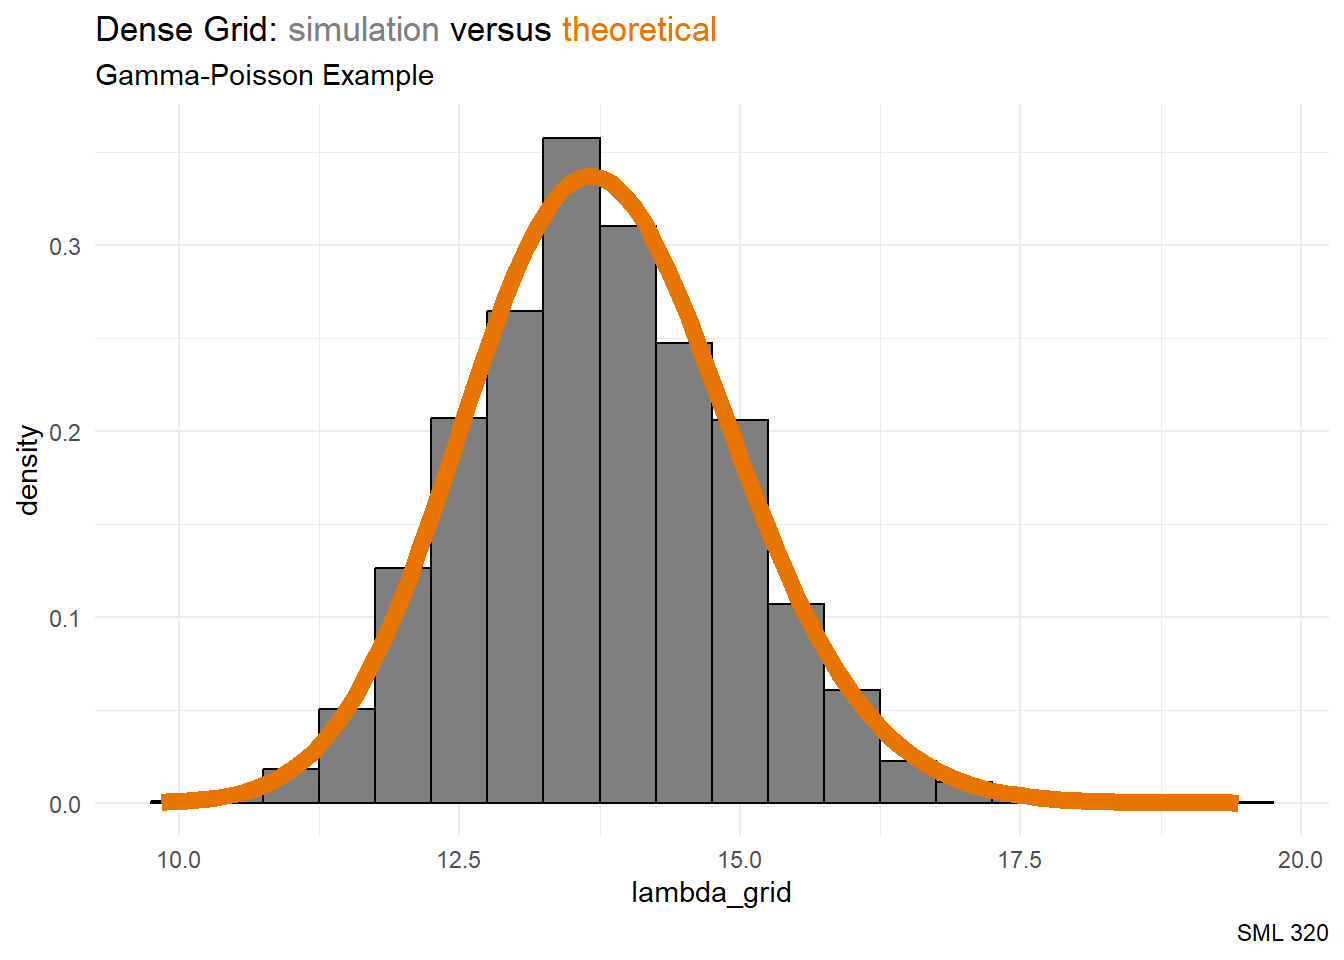 Dense Grid: simulation versus theoretical
Gamma-Poisson Example
density
0.3
0.2
0.1
0.0
10.0 12.5 15.0 17.5 20.0
lambda_grid
SML 320